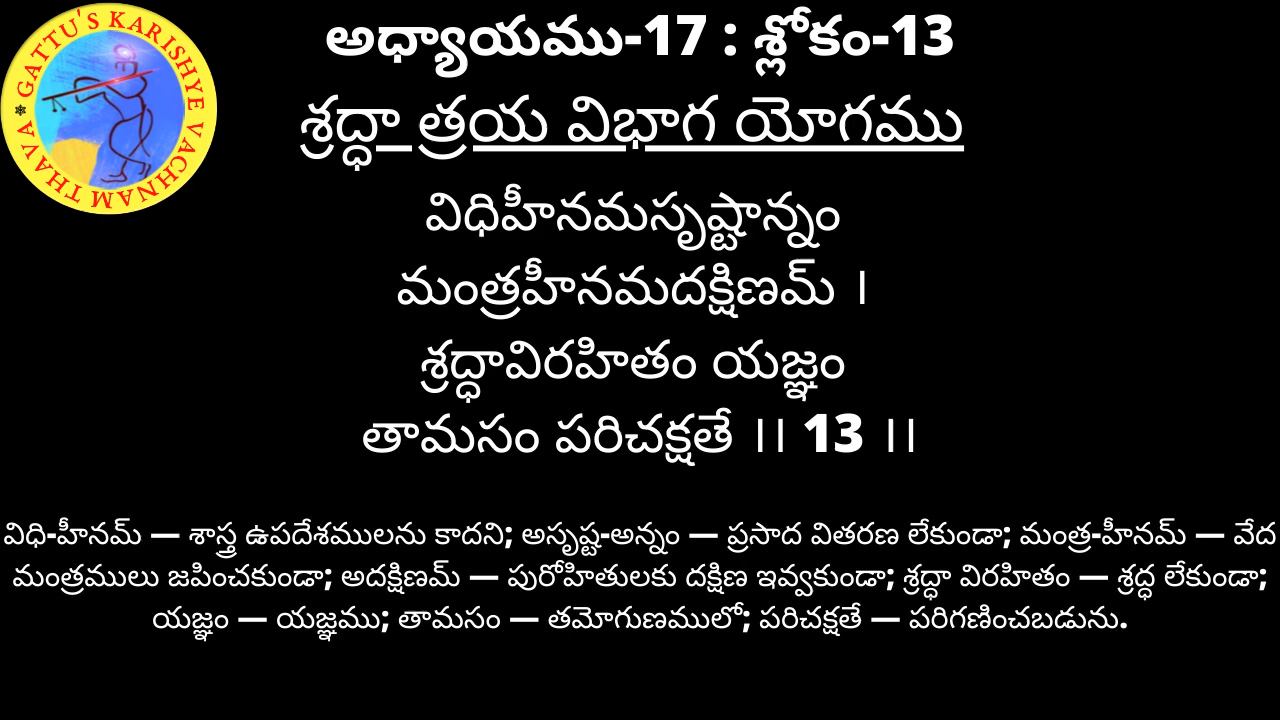 GATTU'S KARISHYE VACHNAM THAVA
అధ్యాయము-17 : శ్లోకం-13
శ్రద్ధా త్రయ విభాగ యోగము
విధిహీనమసృష్టాన్నం
మంత్రహీనమదక్షిణమ్ ।
శ్రద్ధావిరహితం యజ్ఞం
తామసం పరిచక్షతే ।। 13 ।।
విధి-హీనమ్ — శాస్త్ర ఉపదేశములను కాదని; అసృష్ట-అన్నం — ప్రసాద వితరణ లేకుండా; మంత్ర-హీనమ్ — వేద
మంత్రములు జపించకుండా; అదక్షిణమ్ — పురోహితులకు దక్షిణ ఇవ్వకుండా; శ్రద్ధా విరహితం — శ్రద్ధ లేకుండా;
యజ్ఞం — యజ్ఞము; తామసం — తమోగుణములో; పరిచక్షతే — పరిగణించబడును.